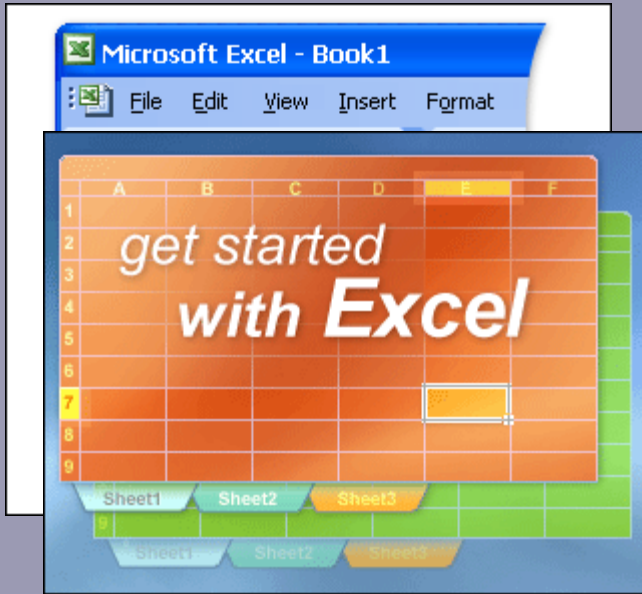 Microsoft Excel - Book1
File Edit View Insert Format
A B C D E F
1
2
get started
3
4
with Excel
5
6
7
8
9
Sheet1 Sheet2 Sheet3
9
Sheet1 Sheet2 Sheet3